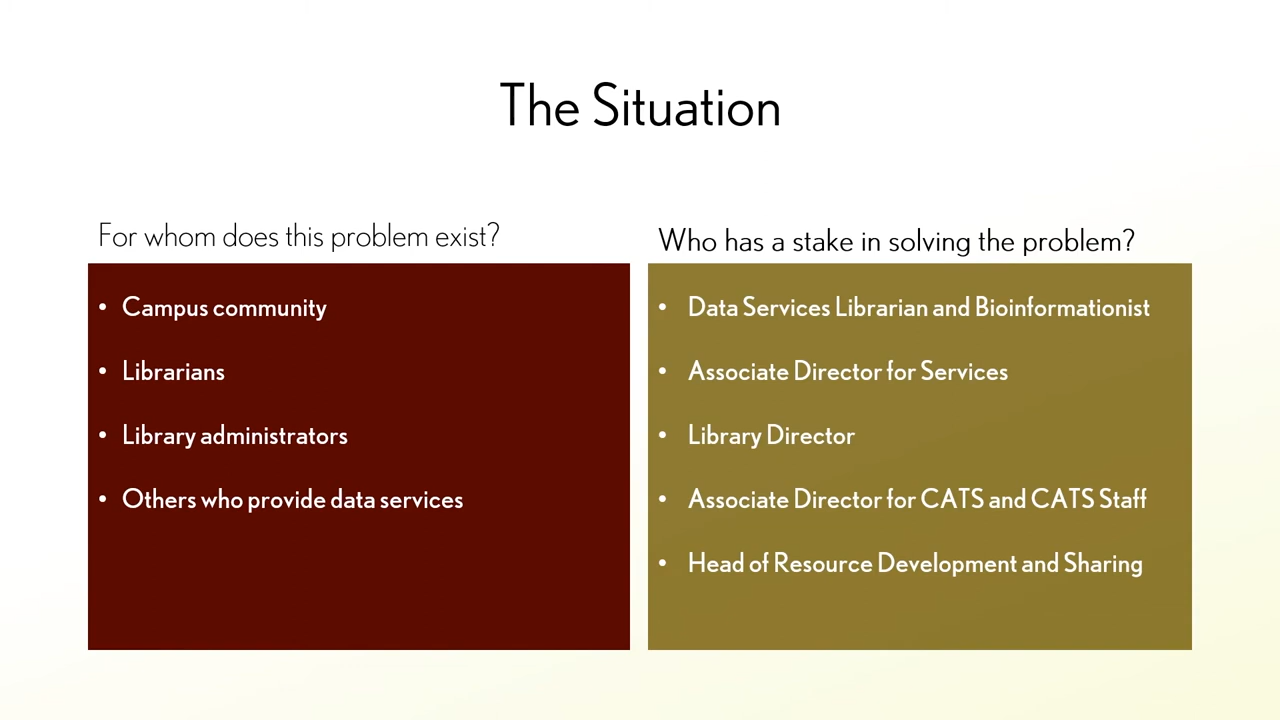 The Situation
For whom does this problem exist?
• Campus community
• Librarians
• Library administrators
• Others who provide data services
Who has a stake in solving the problem?
• Data Services Librarian and Bioinformationist
• Associate Director for Services
• Library Director
• Associate Director for CATS and CATS Staff
• Head of Resource Development and Sharing